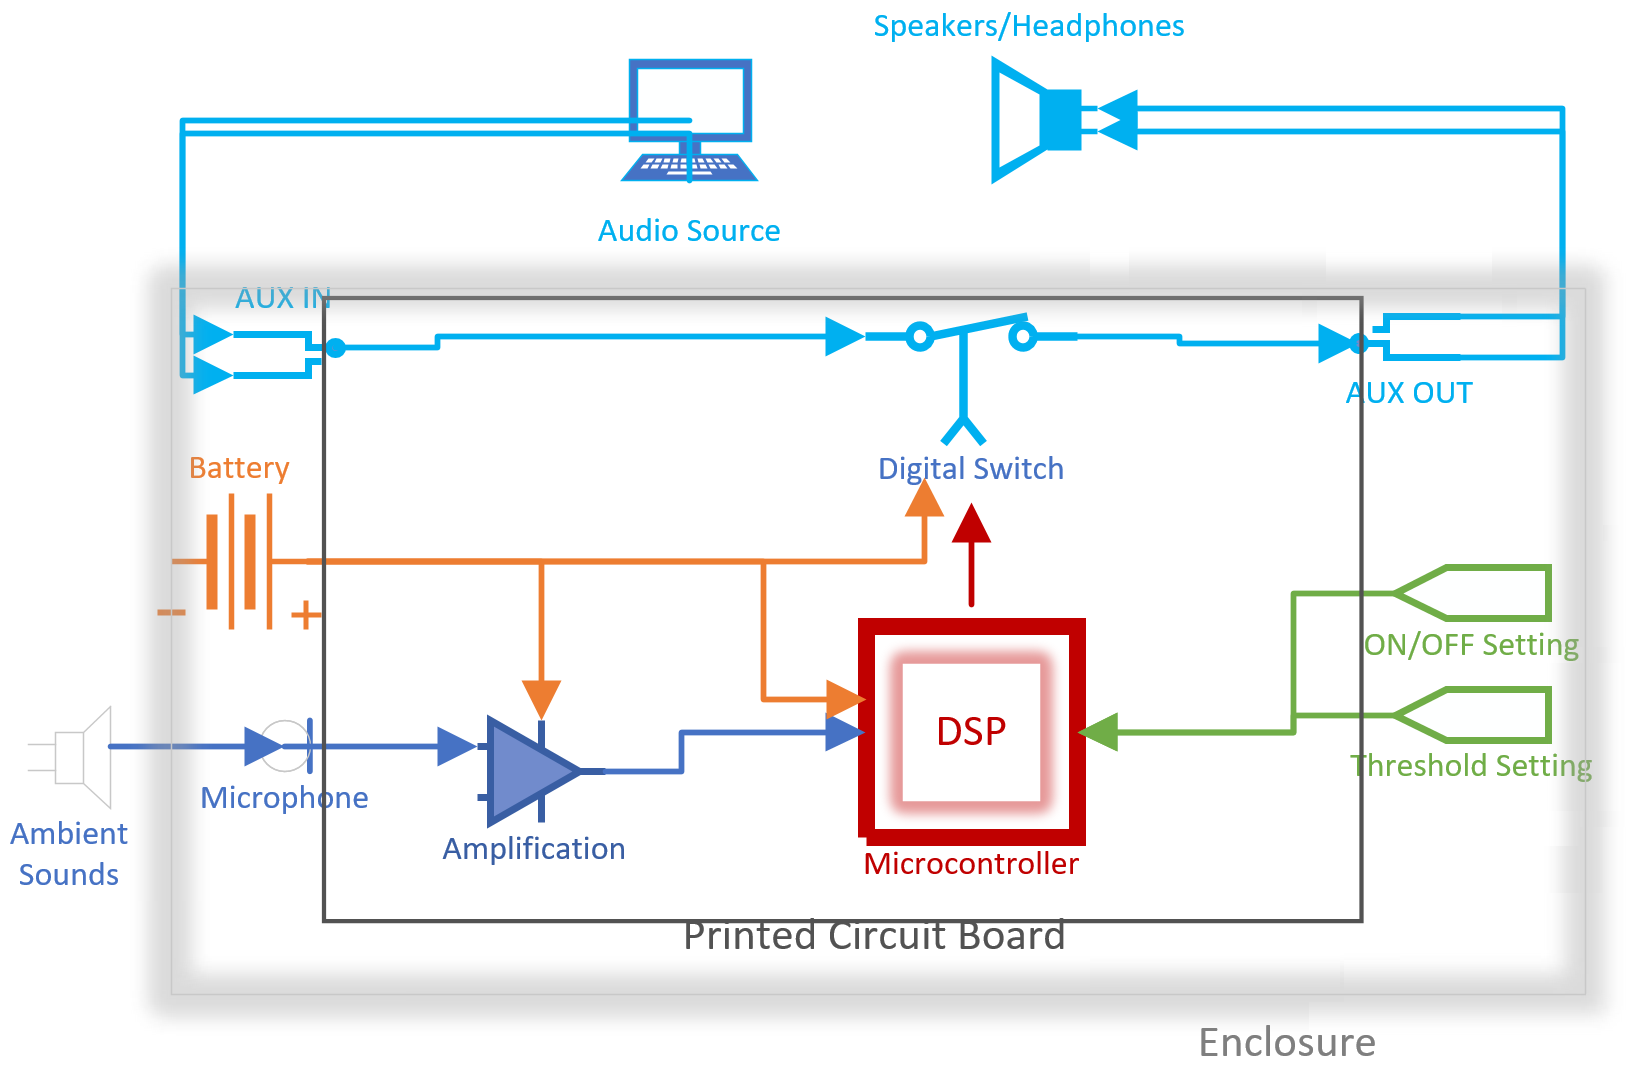 Speakers/Headphones
Audio Source
AUX IN
AUX OUT
Battery
Digital Switch
- +
ON/OFF Setting
DSP
Threshold Setting
Microphone
Ambient
Sounds
Amplification
Microcontroller
Printed Circuit Board
Enclosure